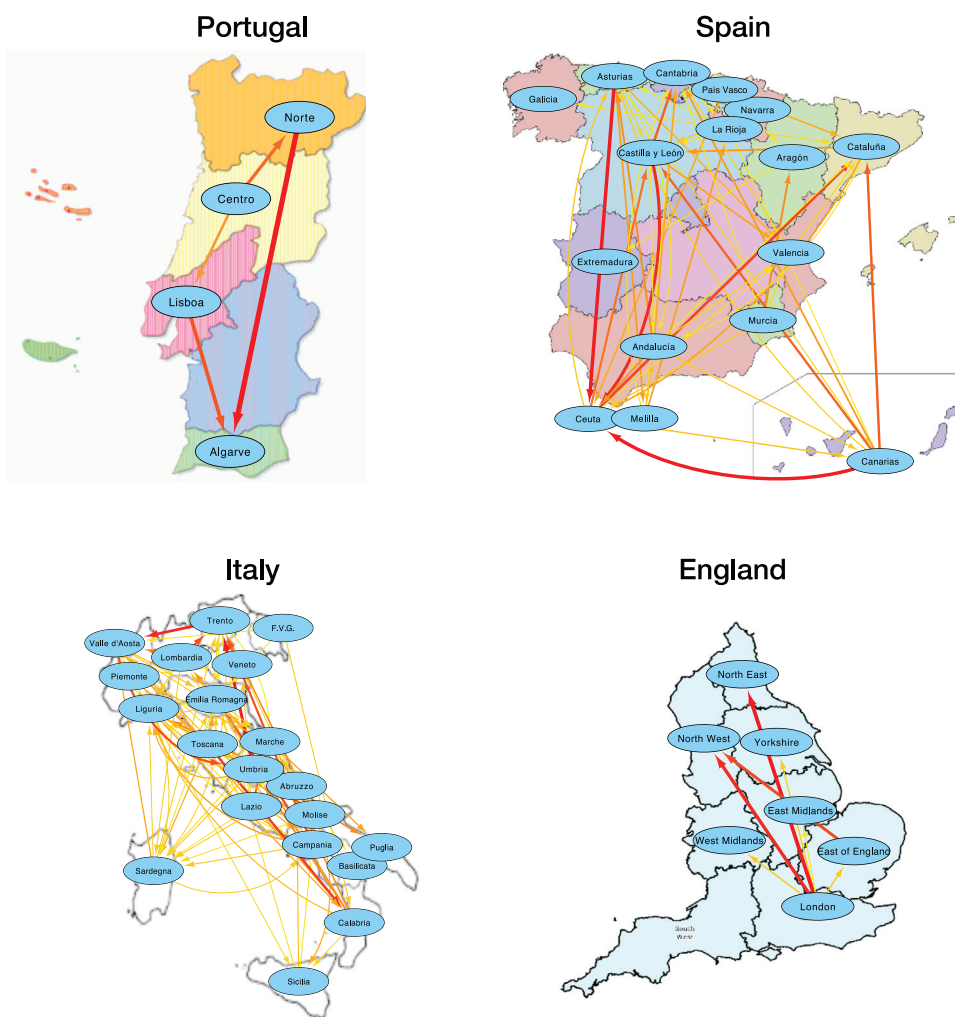 Portugal
Norte
Centro
Lisboa
Algarve
Spain
Asturias
Cantabria
País Vasco
Galicia
Navarra
La Rioja
Castilla y León
Aragón
Cataluña
Extremadura
Valencia
Murcia
Andalucía
Ceuta
Melilla
Canarias
Italy
Trento
F.V.G.
Valle d'Aosta
Lombardia
Veneto
Piemonte
Emilia Romagna
Liguria
Toscana
Marche
Umbria
Abruzzo
Lazio
Molise
Campania
Puglia
Basilicata
Sardegna
Calabria
Sicilia
England
North East
North West
Yorkshire
East Midlands
West Midlands
East of England
London
South
West